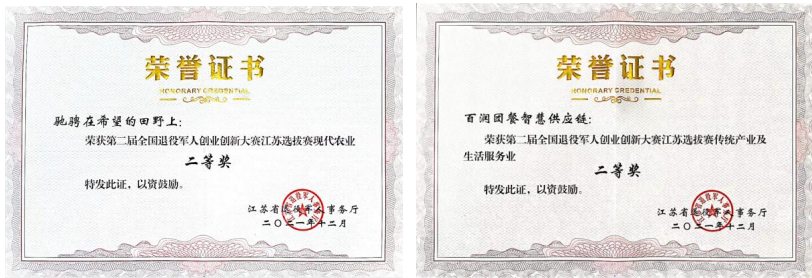 荣誉证书
HONORARY CREDENTIAL
驰骋在希望的田野上：
荣获第二届全国退役军人创业创新大赛江苏选拔赛现代农业
二等奖
特发此证，以资鼓励。
江苏省退役军人事务厅
二〇二一年十二月
荣誉证书
HONORARY CREDENTIAL
百润团餐智慧供应链：
荣获第二届全国退役军人创业创新大赛江苏选拔赛传统产业及
生活服务业
二等奖
特发此证，以资鼓励。
江苏省退役军人事务厅
二〇二一年十二月